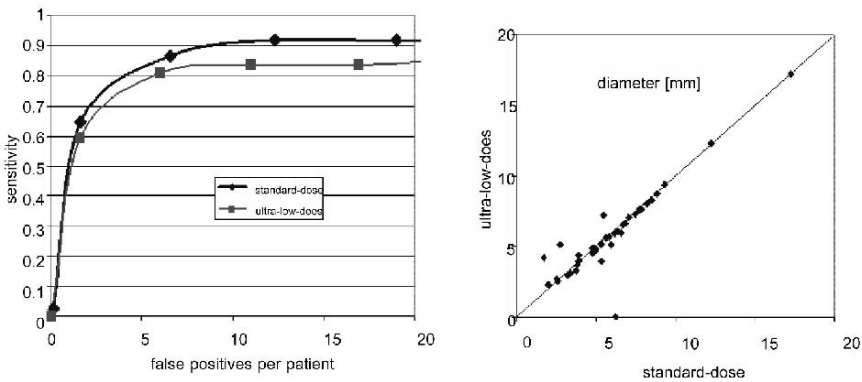 1
0.9
0.8
0.7
0.6
0.5
0.4
0.3
0.2
0.1
0
sensitivity
standard-dose
ultra-low-does
0 5 10 15 20
false positives per patient
20
15
10
5
0
ultra-low-does
diameter [mm]
0 5 10 15 20
standard-dose